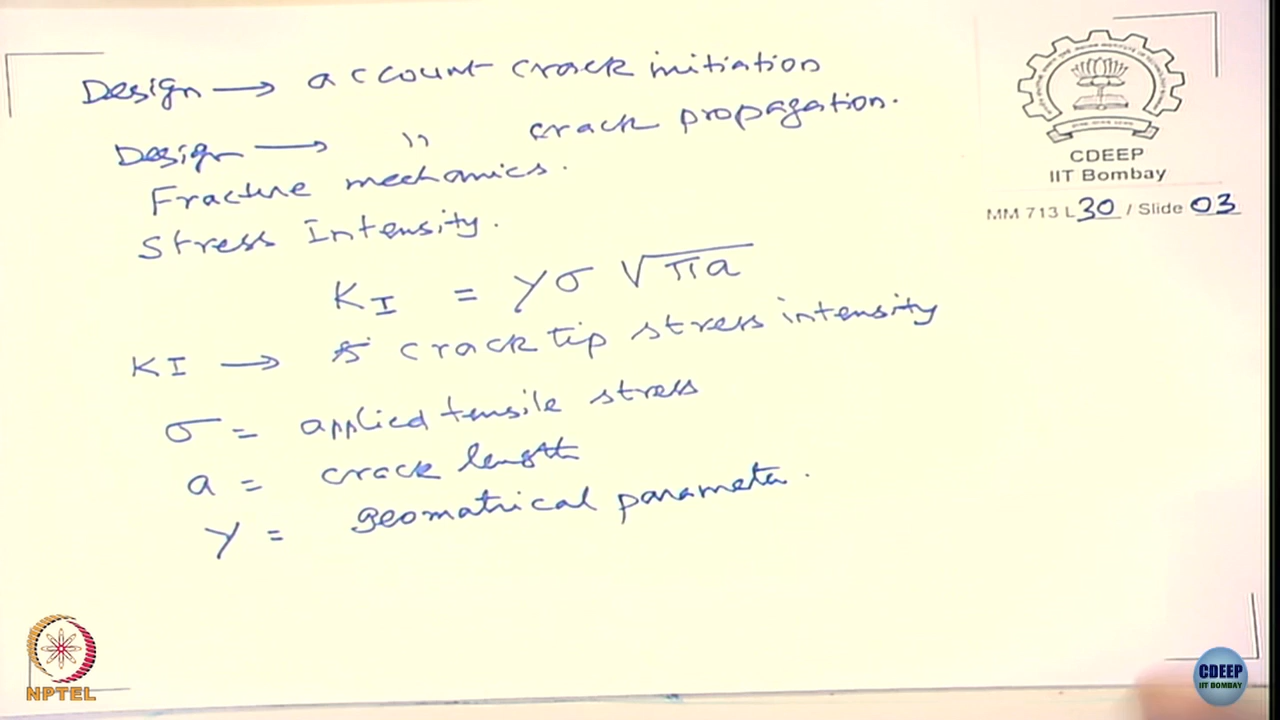 Design → account crack initiation
Design → " crack propagation.
Fracture mechanics.
Stress Intensity.
K_I = Yσ √πa
KI → crack tip stress intensity
σ = applied tensile stress
a = crack length
Y = geomatrical parameter.
CDEEP
IIT Bombay
MM 713 L30 / Slide 03
NPTEL
CDEEP
IIT BOMBAY